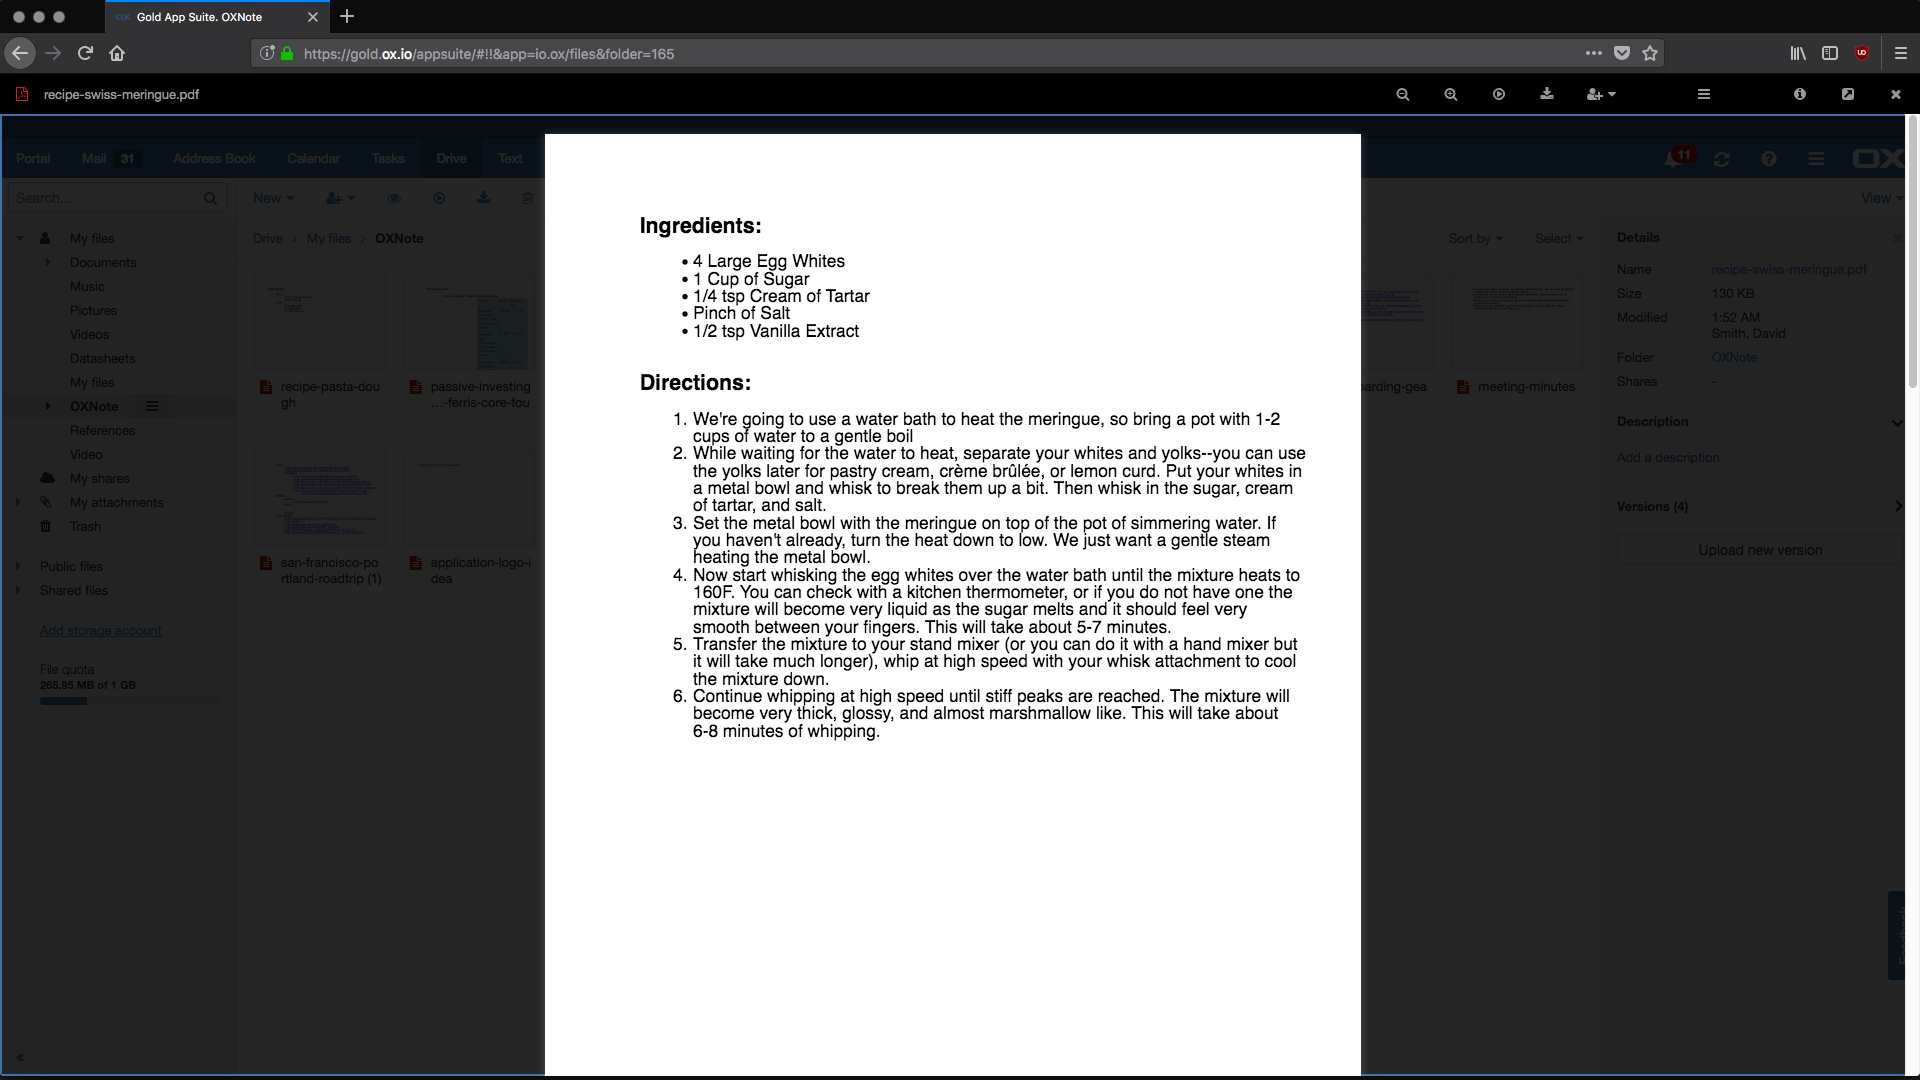 Gold App Suite. OXNote
https://gold.ox.io/appsuite/#!!&app=io.ox/files&folder=165
recipe-swiss-meringue.pdf
Portal
Mail 31
Address Book
Calendar
Tasks
Drive
Text
11
OX
Search...
New
View
My files
Documents
Music
Pictures
Videos
Datasheets
My files
OXNote
References
Video
My shares
My attachments
Trash
Public files
Shared files
Add storage account
File quota
265.95 MB of 1 GB
Drive > My files > OXNote
Sort by
Select
recipe-pasta-dou
gh
passive-investing
...-ferris-core-fou
arding-gea
meeting-minutes
san-francisco-po
rtland-roadtrip (1)
application-logo-i
dea
Ingredients:
• 4 Large Egg Whites
• 1 Cup of Sugar
• 1/4 tsp Cream of Tartar
• Pinch of Salt
• 1/2 tsp Vanilla Extract
Directions:
1. We're going to use a water bath to heat the meringue, so bring a pot with 1-2
cups of water to a gentle boil
2. While waiting for the water to heat, separate your whites and yolks--you can use
the yolks later for pastry cream, crème brûlée, or lemon curd. Put your whites in
a metal bowl and whisk to break them up a bit. Then whisk in the sugar, cream
of tartar, and salt.
3. Set the metal bowl with the meringue on top of the pot of simmering water. If
you haven't already, turn the heat down to low. We just want a gentle steam
heating the metal bowl.
4. Now start whisking the egg whites over the water bath until the mixture heats to
160F. You can check with a kitchen thermometer, or if you do not have one the
mixture will become very liquid as the sugar melts and it should feel very
smooth between your fingers. This will take about 5-7 minutes.
5. Transfer the mixture to your stand mixer (or you can do it with a hand mixer but
it will take much longer), whip at high speed with your whisk attachment to cool
the mixture down.
6. Continue whipping at high speed until stiff peaks are reached. The mixture will
become very thick, glossy, and almost marshmallow like. This will take about
6-8 minutes of whipping.
Details
Name recipe-swiss-meringue.pdf
Size 130 KB
Modified 1:52 AM
Smith, David
Folder OXNote
Shares -
Description
Add a description
Versions (4)
Upload new version
Feedback